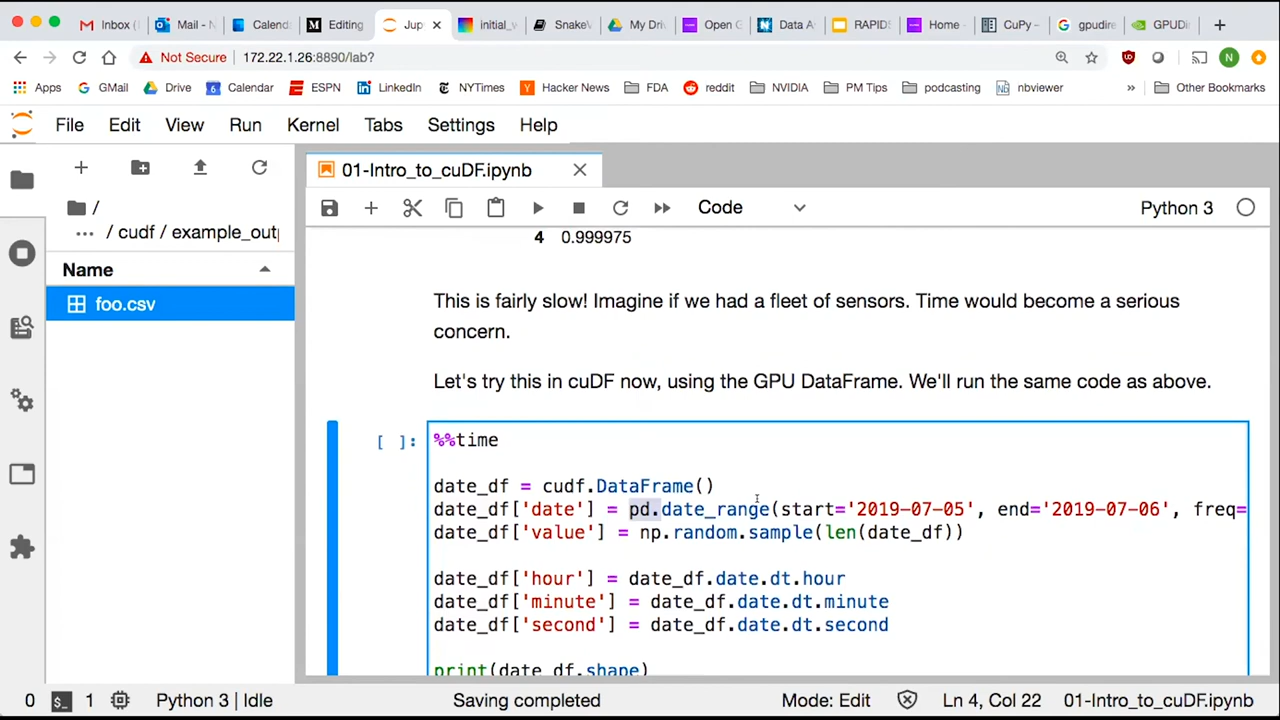 Inbox (
Mail - N
Calend
Editing
Jup
initial_v
SnakeV
My Dri
Open G
Data A
RAPIDS
Home -
CuPy –
gpudire
GPUDi
Not Secure
172.22.1.26:8890/lab?
N
Apps
GMail
Drive
Calendar
ESPN
LinkedIn
NYTimes
Hacker News
FDA
reddit
NVIDIA
PM Tips
podcasting
nbviewer
»
Other Bookmarks
File
Edit
View
Run
Kernel
Tabs
Settings
Help
01-Intro_to_cuDF.ipynb
Code
Python 3
/
... / cudf / example_outp
Name
foo.csv
4 0.999975
This is fairly slow! Imagine if we had a fleet of sensors. Time would become a serious
concern.
Let's try this in cuDF now, using the GPU DataFrame. We'll run the same code as above.
[ ]:
%%time
date_df = cudf.DataFrame()
date_df['date'] = pd.date_range(start='2019-07-05', end='2019-07-06', freq=
date_df['value'] = np.random.sample(len(date_df))
date_df['hour'] = date_df.date.dt.hour
date_df['minute'] = date_df.date.dt.minute
date_df['second'] = date_df.date.dt.second
print(date_df.shape)
0
1
Python 3 | Idle
Saving completed
Mode: Edit
Ln 4, Col 22
01-Intro_to_cuDF.ipynb